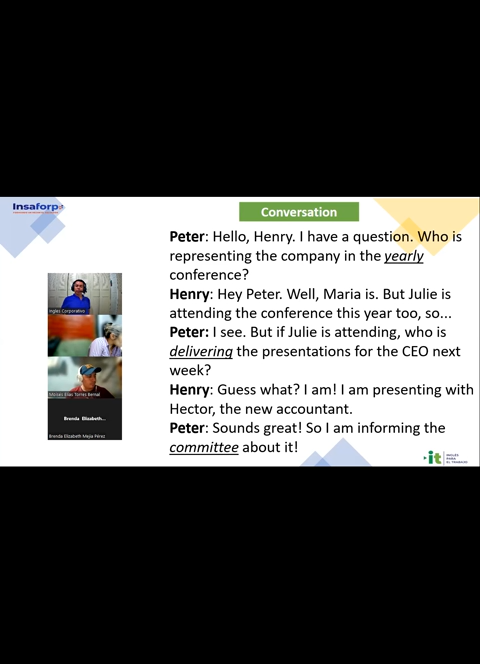 Insaforp
Conversation
Peter: Hello, Henry. I have a question. Who is
representing the company in the yearly
conference?
Henry: Hey Peter. Well, Maria is. But Julie is
attending the conference this year too, so...
Peter: I see. But if Julie is attending, who is
delivering the presentations for the CEO next
week?
Henry: Guess what? I am! I am presenting with
Hector, the new accountant.
Peter: Sounds great! So I am informing the
committee about it!
Ingles Corporativo
Moisés Elías Torres Bernal
Brenda Elizabeth...
Brenda Elizabeth Mejia Pérez
it
INGLÉS
PARA
EL TRABAJO